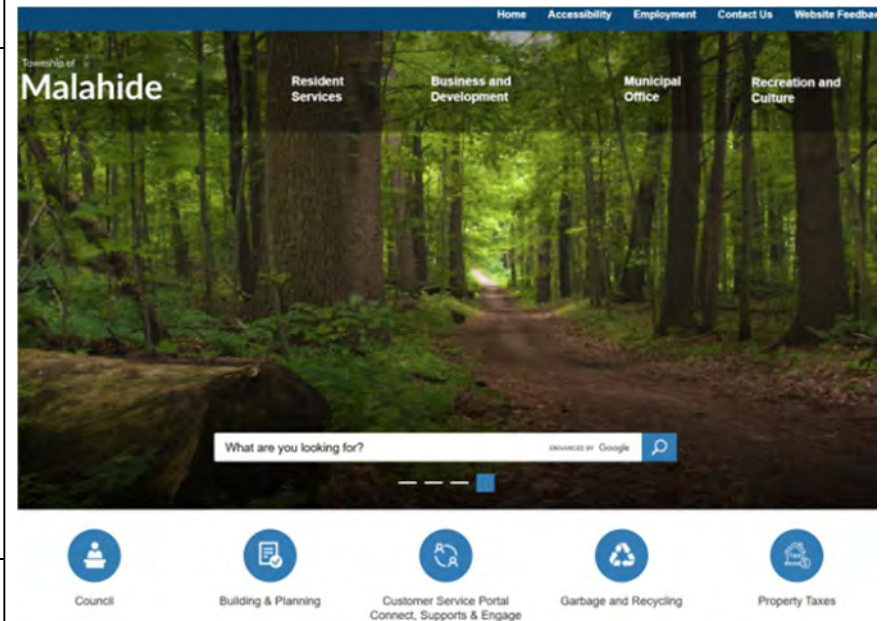 Home Accessibility Employment Contact Us Website Feedbac
Township of
Malahide
Resident
Services
Business and
Development
Municipal
Office
Recreation and
Culture
What are you looking for?
ENHANCED BY Google
Council
Building & Planning
Customer Service Portal
Connect, Supports & Engage
Garbage and Recycling
Property Taxes